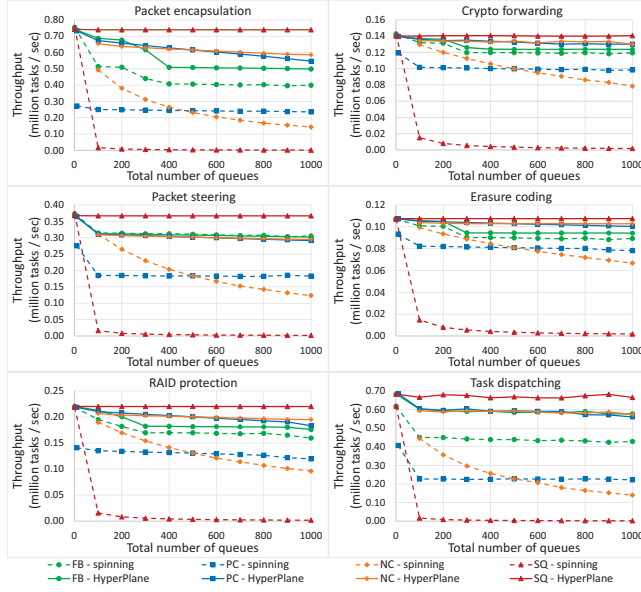 Packet encapsulation
Throughput
(million tasks / sec)
0.80
0.70
0.60
0.50
0.40
0.30
0.20
0.10
0.00
0 200 400 600 800 1000
Total number of queues
Crypto forwarding
Throughput
(million tasks / sec)
0.16
0.14
0.12
0.10
0.08
0.06
0.04
0.02
0.00
0 200 400 600 800 1000
Total number of queues
Packet steering
Throughput
(million tasks / sec)
0.40
0.35
0.30
0.25
0.20
0.15
0.10
0.05
0.00
0 200 400 600 800 1000
Total number of queues
Erasure coding
Throughput
(million tasks / sec)
0.12
0.10
0.08
0.06
0.04
0.02
0.00
0 200 400 600 800 1000
Total number of queues
RAID protection
Throughput
(million tasks / sec)
0.25
0.20
0.15
0.10
0.05
0.00
0 200 400 600 800 1000
Total number of queues
Task dispatching
Throughput
(million tasks / sec)
0.70
0.60
0.50
0.40
0.30
0.20
0.10
0.00
0 200 400 600 800 1000
Total number of queues
FB - spinning PC - spinning NC - spinning SQ - spinning
FB - HyperPlane PC - HyperPlane NC - HyperPlane SQ - HyperPlane